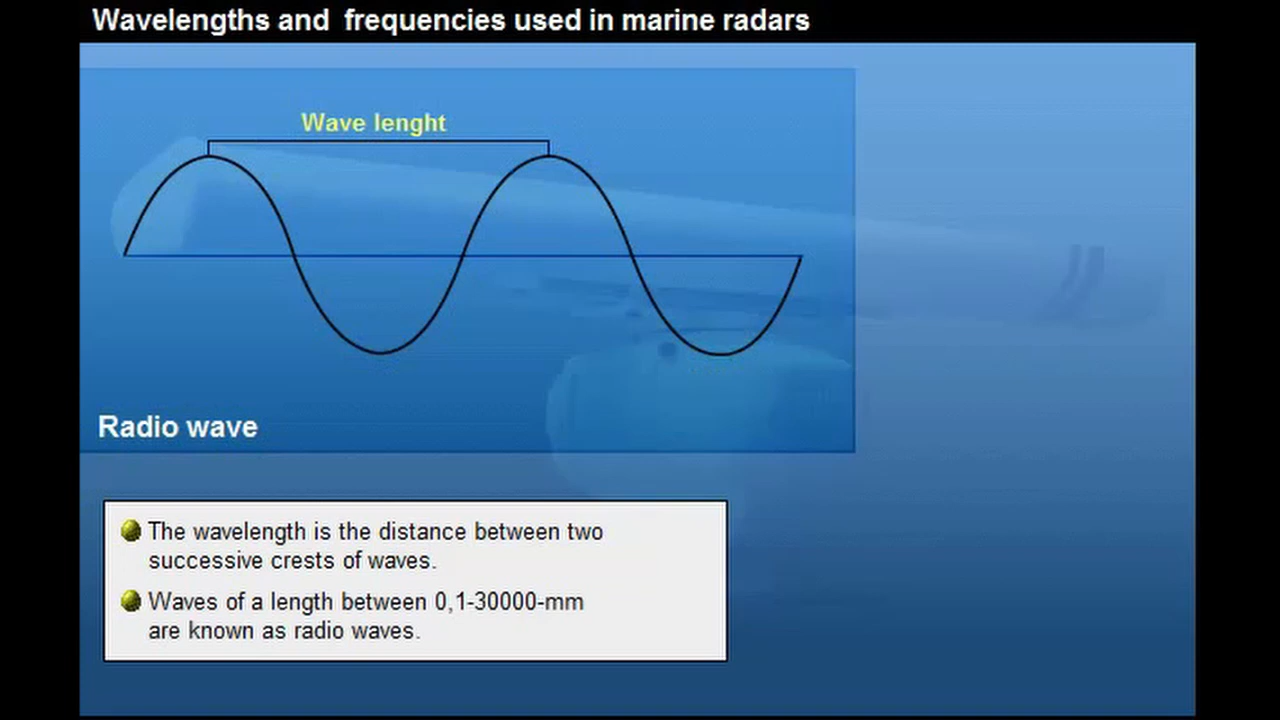 Wavelengths and frequencies used in marine radars
Wave lenght
Radio wave
The wavelength is the distance between two
successive crests of waves.
Waves of a length between 0,1-30000-mm
are known as radio waves.